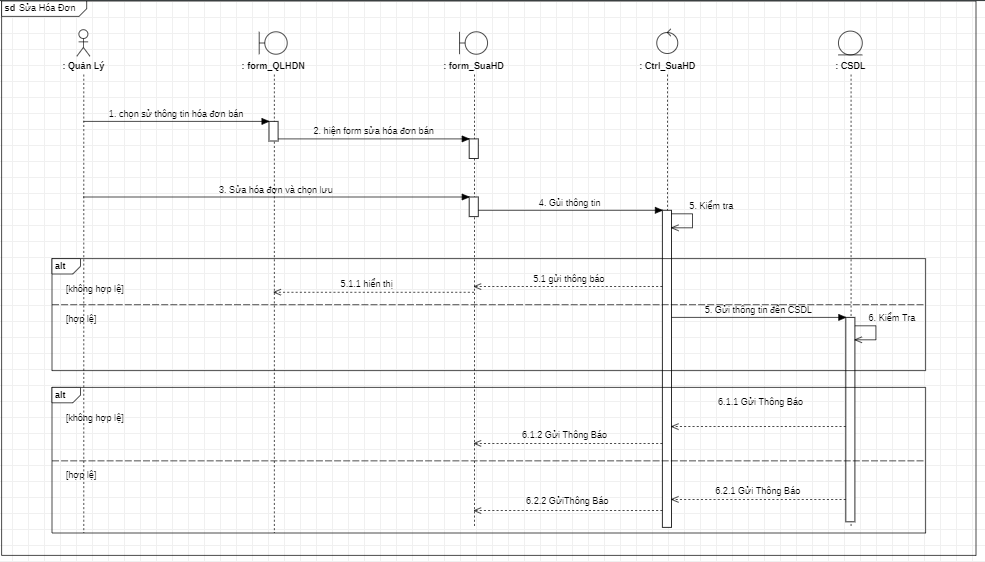 sd Sửa Hóa Đơn
: Quản Lý
: form_QLHDN
: form_SuaHD
: Ctrl_SuaHD
: CSDL
1. chọn sử thông tin hóa đơn bán
2. hiện form sửa hóa đơn bán
3. Sửa hóa đơn và chọn lưu
4. Gủi thông tin
5. Kiểm tra
alt
[không hợp lệ]
5.1 gửi thông báo
5.1.1 hiển thị
[hợp lệ]
5. Gửi thông tin đến CSDL
6. Kiểm Tra
alt
[không hợp lệ]
6.1.1 Gửi Thông Báo
6.1.2 Gửi Thông Báo
[hợp lệ]
6.2.1 Gửi Thông Báo
6.2.2 GửiThông Báo